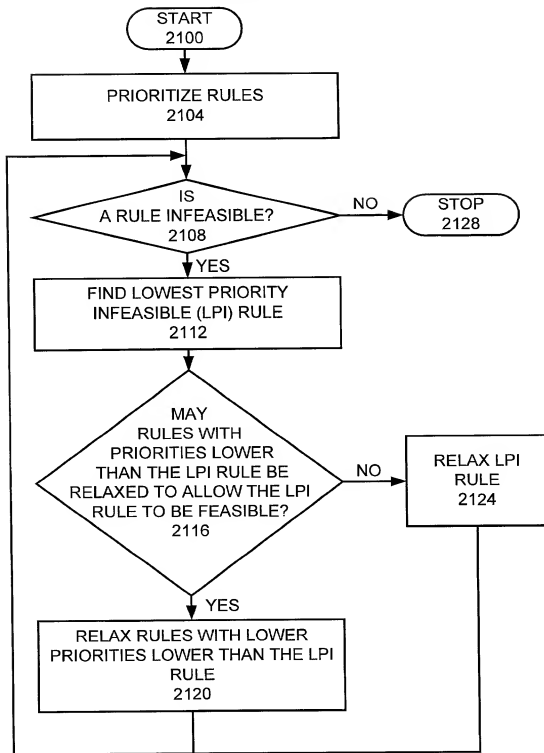 START
2100
PRIORITIZE RULES
2104
IS
A RULE INFEASIBLE?
2108
NO
STOP
2128
YES
FIND LOWEST PRIORITY
INFEASIBLE (LPI) RULE
2112
MAY
RULES WITH
PRIORITIES LOWER
THAN THE LPI RULE BE
RELAXED TO ALLOW THE LPI
RULE TO BE FEASIBLE?
2116
NO
RELAX LPI
RULE
2124
YES
RELAX RULES WITH LOWER
PRIORITIES LOWER THAN THE LPI
RULE
2120